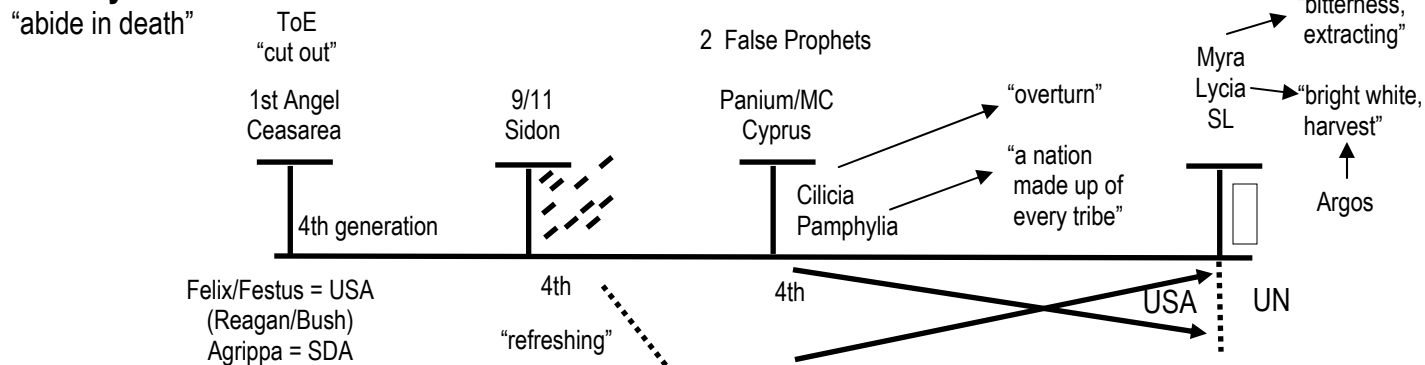 “abide in death”
ToE
“cut out”
1st Angel
Ceasarea
4th generation
Felix/Festus = USA
(Reagan/Bush)
Agrippa = SDA
9/11
Sidon
4th
“refreshing”
2 False Prophets
Panium/MC
Cyprus
Cilicia
Pamphylia
4th
“overturn”
“a nation
made up of
every tribe”
Myra
Lycia
SL
“bitterness,
extracting”
“bright white,
harvest”
Argos
USA
UN